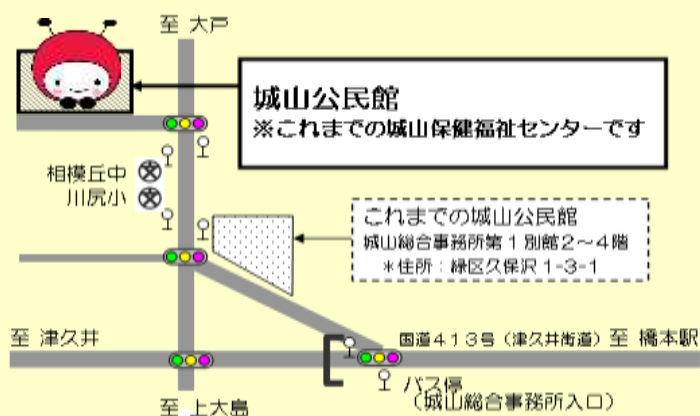 至 大戸
城山公民館
※これまでの城山保健福祉センターです
相模丘中
川尻小
これまでの城山公民館
城山総合事務所第1別館2～4階
*住所：緑区久保沢1-3-1
至 津久井
国道413号（津久井街道） 至 橋本駅
バス停
（城山総合事務所入口）
至 上大島